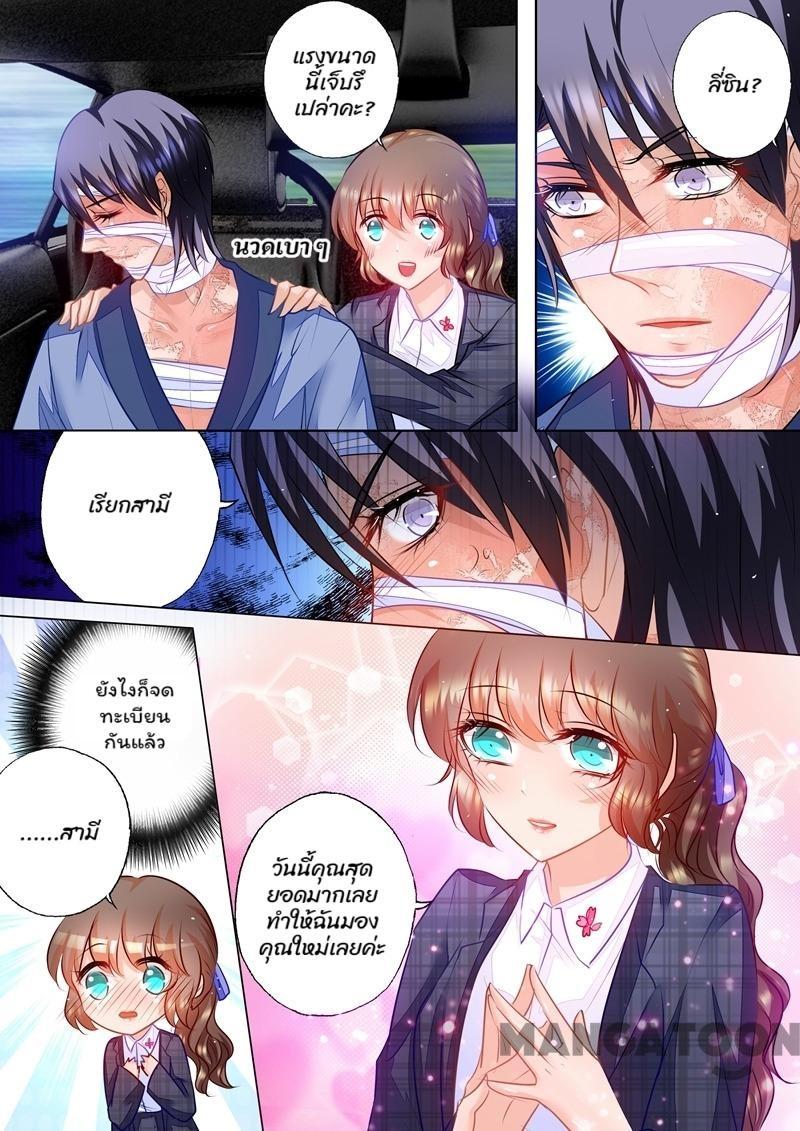 แรงขนาด
นี้เจ็บรึ
เปล่าคะ?
นวดเบาๆ
ลี่ซิน?
เรียกสามี
ยังไงก็จด
ทะเบียน
กันแล้ว
......สามี
วันนี้คุณสุด
ยอดมากเลย
ทำให้ฉันมอง
คุณใหม่เลยค่ะ
MANGATOON